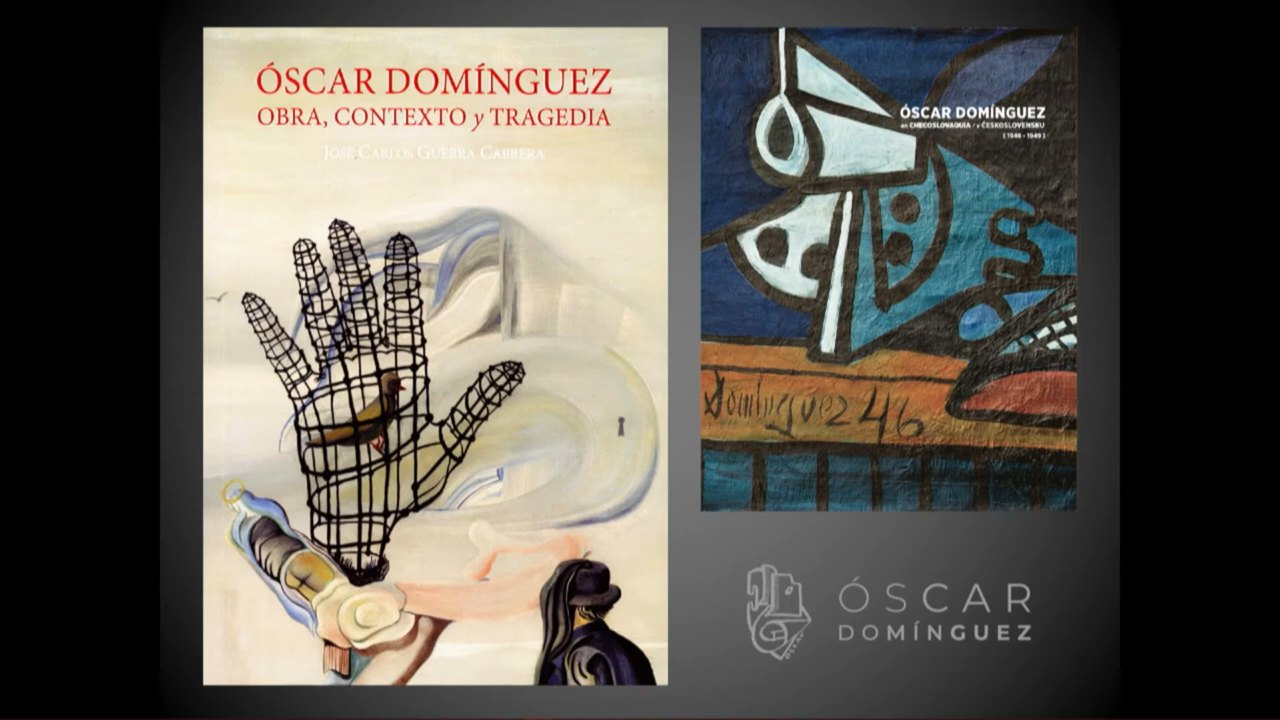 ÓSCAR DOMÍNGUEZ
OBRA, CONTEXTO y TRAGEDIA
JOSÉ CARLOS GUERRA CABRERA
ÓSCAR DOMÍNGUEZ
en CHECOSLOVAQUIA / v ČESKOSLOVENSKU
[ 1946 - 1949 ]
Domínguez 46
ÓSCAR
DOMÍNGUEZ